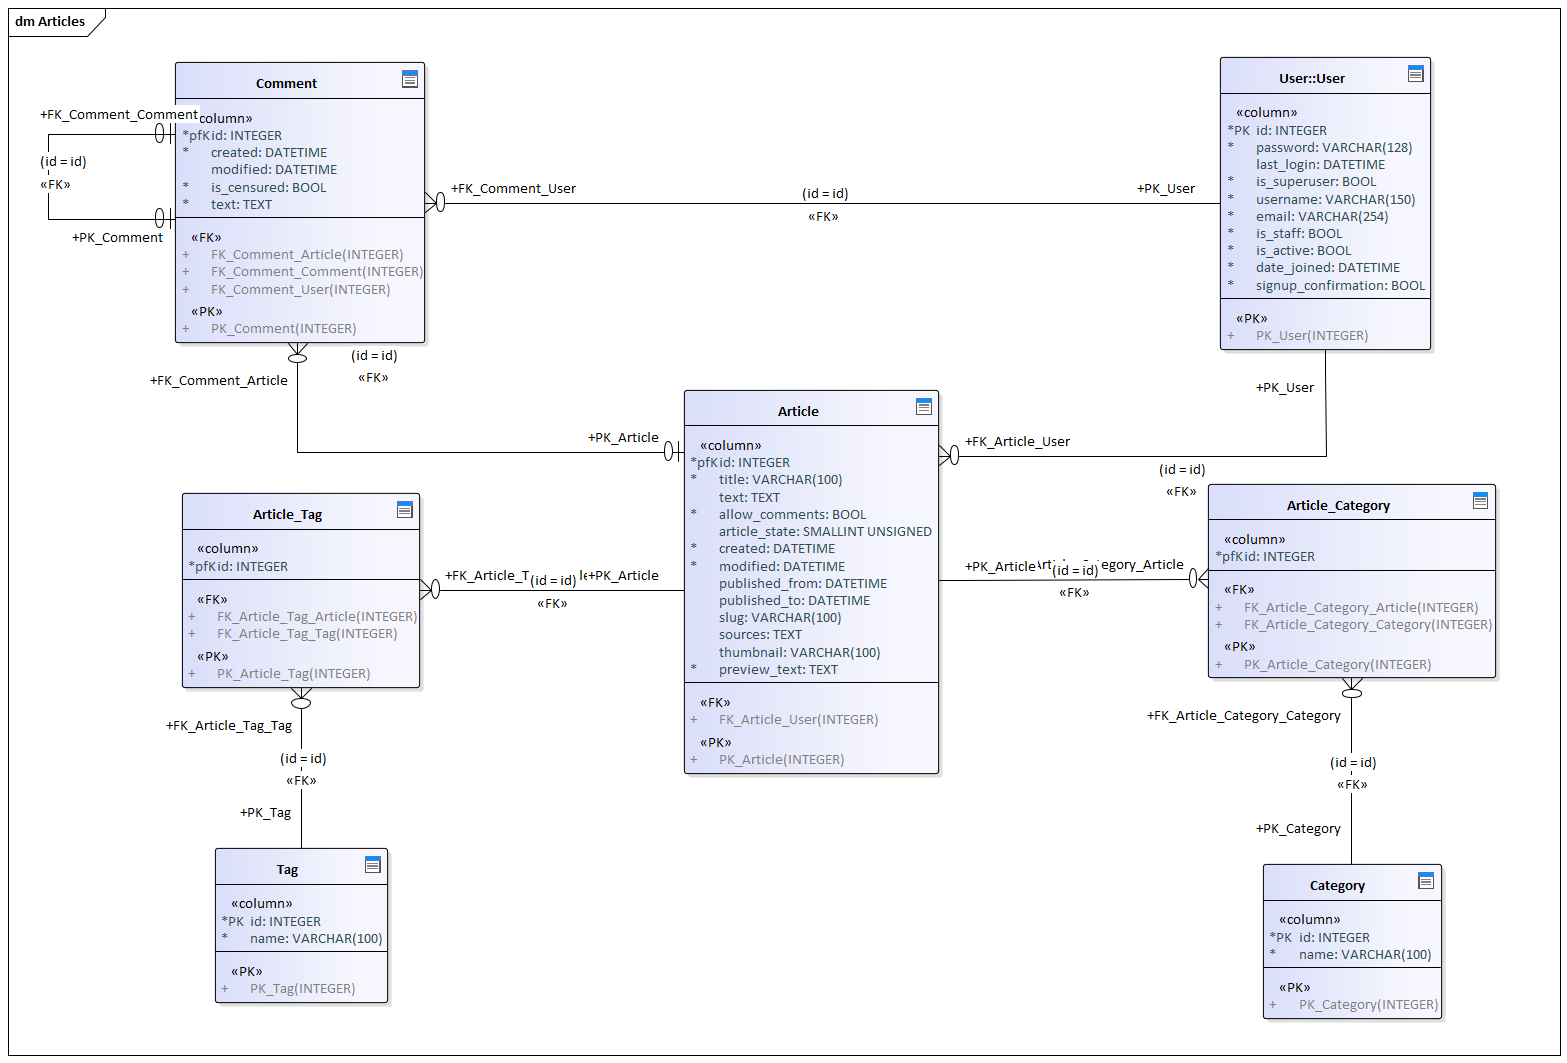 dm Articles
Comment
«column»
*pfK id: INTEGER
* created: DATETIME
modified: DATETIME
* is_censured: BOOL
* text: TEXT
«FK»
+ FK_Comment_Article(INTEGER)
+ FK_Comment_Comment(INTEGER)
+ FK_Comment_User(INTEGER)
«PK»
+ PK_Comment(INTEGER)
+FK_Comment_Comment
(id = id)
«FK»
+PK_Comment
+FK_Comment_User
(id = id)
«FK»
+PK_User
User::User
«column»
*PK id: INTEGER
* password: VARCHAR(128)
last_login: DATETIME
* is_superuser: BOOL
* username: VARCHAR(150)
* email: VARCHAR(254)
* is_staff: BOOL
* is_active: BOOL
* date_joined: DATETIME
* signup_confirmation: BOOL
«PK»
+ PK_User(INTEGER)
(id = id)
«FK»
+FK_Comment_Article
+PK_Article
+PK_User
+FK_Article_User
(id = id)
«FK»
Article
«column»
*pfK id: INTEGER
* title: VARCHAR(100)
text: TEXT
* allow_comments: BOOL
article_state: SMALLINT UNSIGNED
* created: DATETIME
* modified: DATETIME
published_from: DATETIME
published_to: DATETIME
slug: VARCHAR(100)
sources: TEXT
thumbnail: VARCHAR(100)
* preview_text: TEXT
«FK»
+ FK_Article_User(INTEGER)
«PK»
+ PK_Article(INTEGER)
Article_Tag
«column»
*pfK id: INTEGER
«FK»
+ FK_Article_Tag_Article(INTEGER)
+ FK_Article_Tag_Tag(INTEGER)
«PK»
+ PK_Article_Tag(INTEGER)
(id = id)
+PK_Article
«FK»
+PK_Article
(id = id)
«FK»
Article_Category
«column»
*pfK id: INTEGER
«FK»
+ FK_Article_Category_Article(INTEGER)
+ FK_Article_Category_Category(INTEGER)
«PK»
+ PK_Article_Category(INTEGER)
+FK_Article_Tag_Tag
(id = id)
«FK»
+PK_Tag
+FK_Article_Category_Category
(id = id)
«FK»
+PK_Category
Tag
«column»
*PK id: INTEGER
* name: VARCHAR(100)
«PK»
+ PK_Tag(INTEGER)
Category
«column»
*PK id: INTEGER
* name: VARCHAR(100)
«PK»
+ PK_Category(INTEGER)